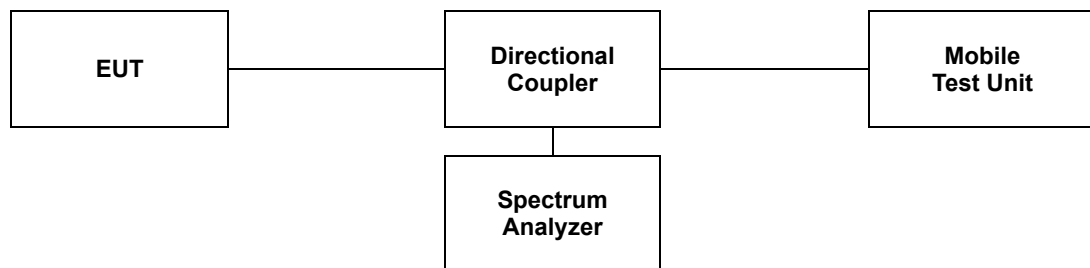 EUT
Directional
Coupler
Mobile
Test Unit
Spectrum
Analyzer